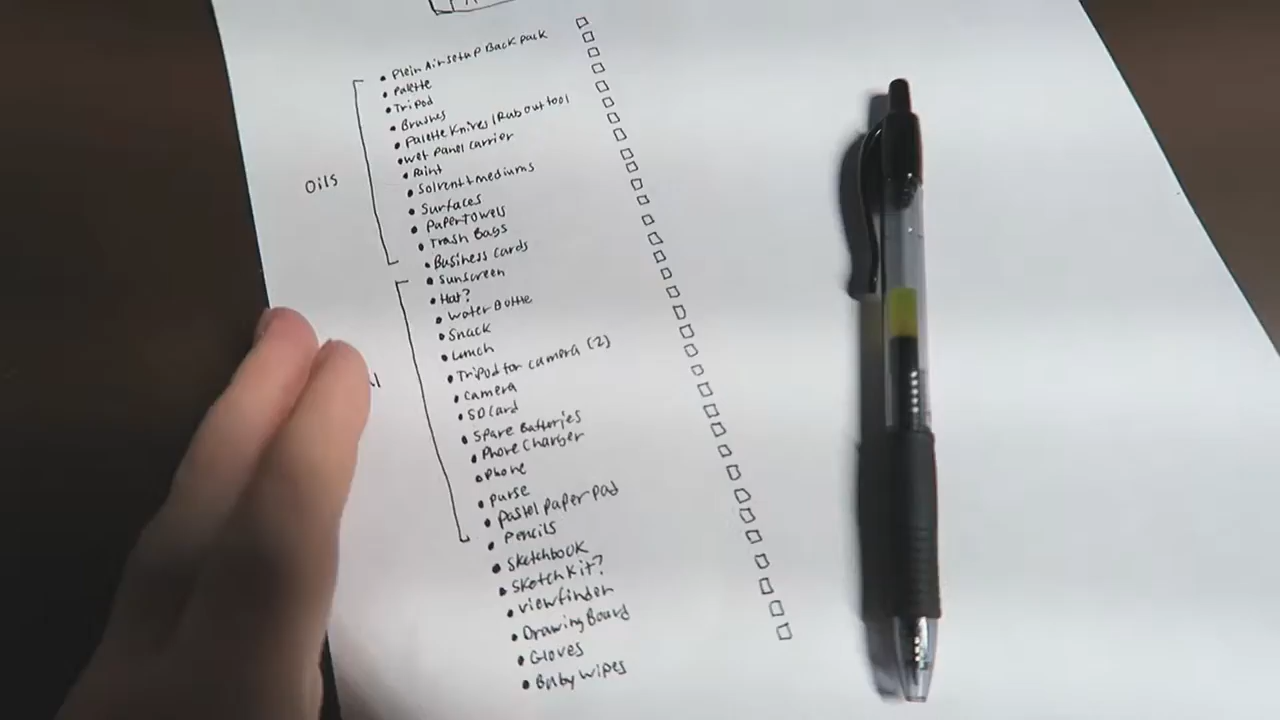 Plein Air setup Backpack
Palette
Tripod
Brushes
Palette Knives / Rub out tool
wet panel carrier
Paint
Solvent + mediums
Surfaces
Paper Towels
Trash Bags
Business cards
Sunscreen
Hat?
Water Bottle
Snack
Lunch
Tripod for camera (2)
camera
SD Card
Spare Batteries
Phone Charger
Phone
Purse
Pastel paper pad
Pencils
Sketchbook
Sketch Kit?
viewfinder
Drawing Board
Gloves
Baby Wipes
Oils